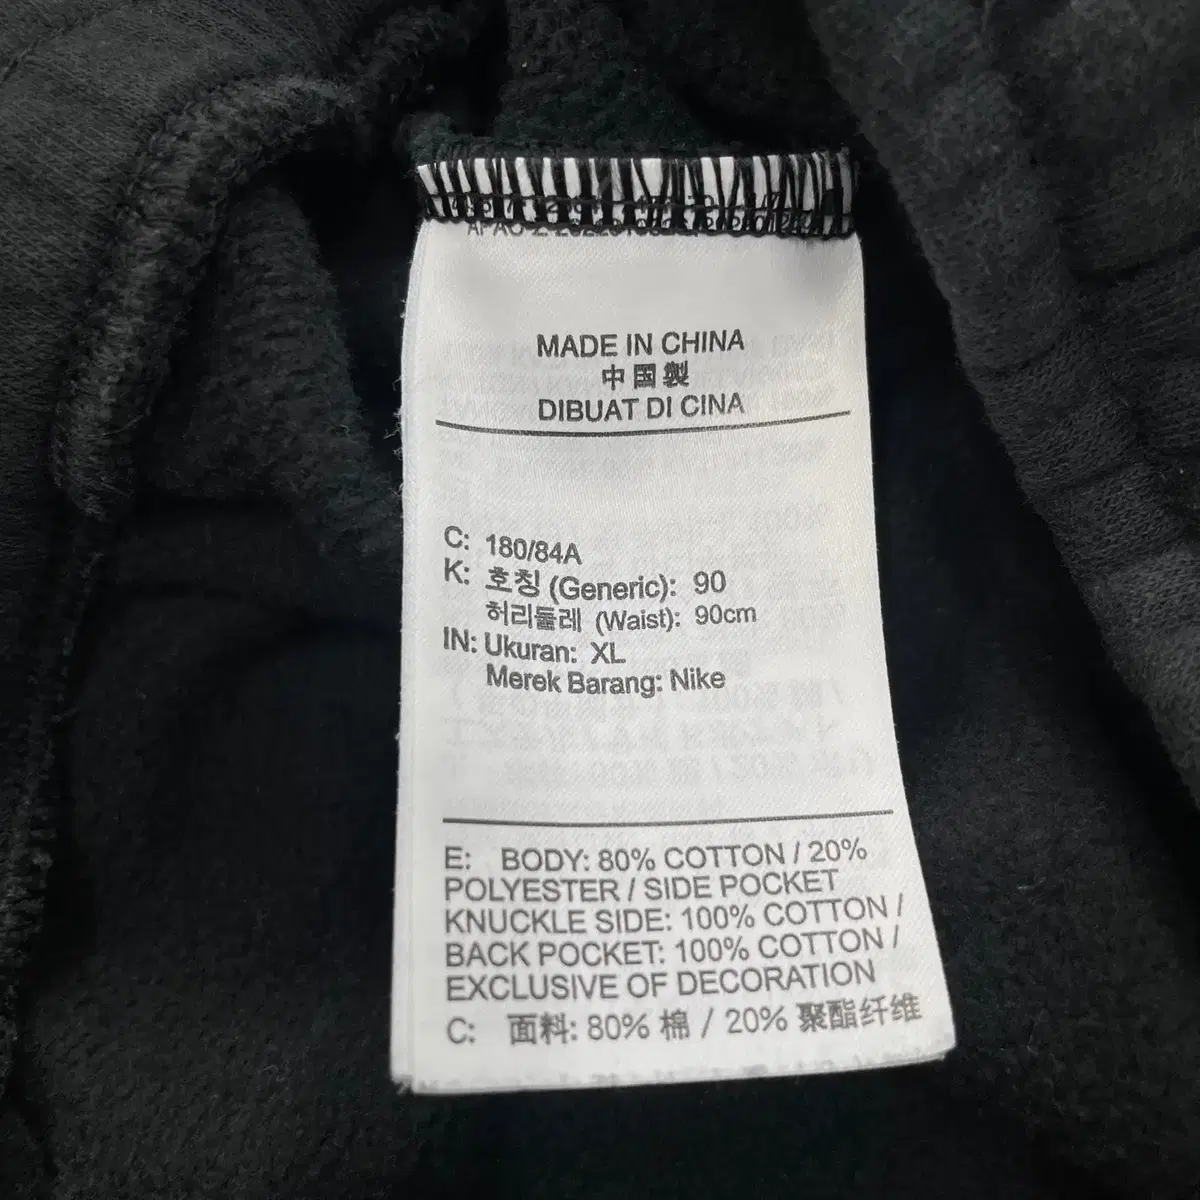 MADE IN CHINA
中国製
DIBUAT DI CINA
C: 180/84A
K: 호칭 (Generic): 90
허리둘레 (Waist): 90cm
IN: Ukuran: XL
Merek Barang: Nike
E: BODY: 80% COTTON / 20%
POLYESTER / SIDE POCKET
KNUCKLE SIDE: 100% COTTON /
BACK POCKET: 100% COTTON /
EXCLUSIVE OF DECORATION
C: 面料: 80% 棉 / 20% 聚酯纤维